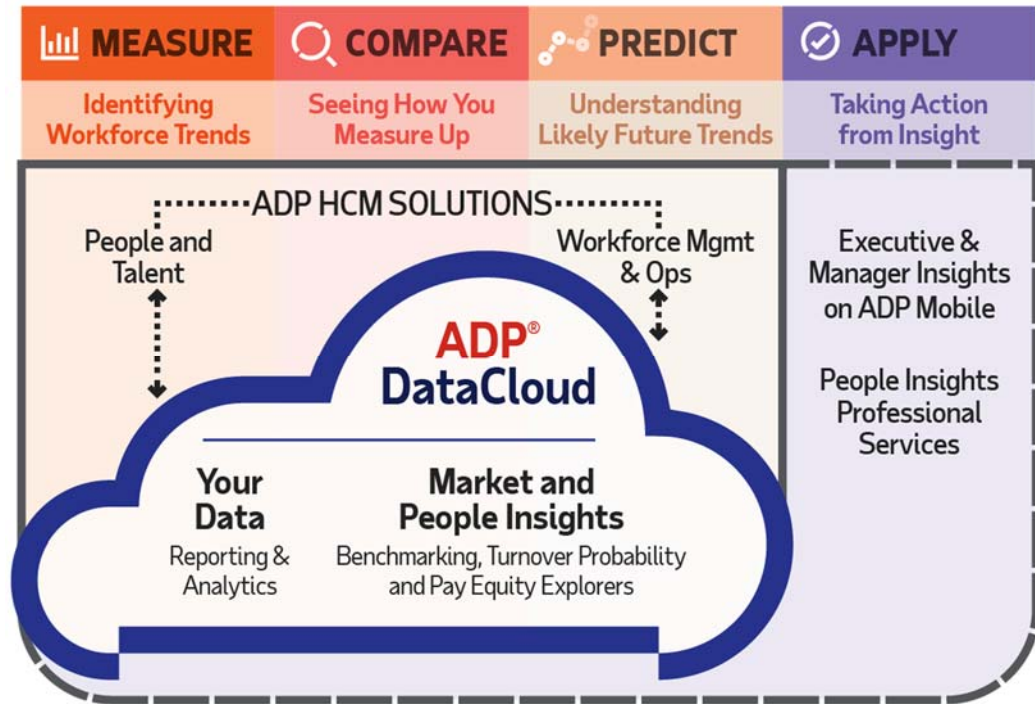 MEASURE
COMPARE
PREDICT
APPLY
Identifying
Workforce Trends
Seeing How You
Measure Up
Understanding
Likely Future Trends
Taking Action
from Insight
ADP HCM SOLUTIONS
People and
Talent
Workforce Mgmt
& Ops
ADP®
DataCloud
Your
Data
Reporting &
Analytics
Market and
People Insights
Benchmarking, Turnover Probability
and Pay Equity Explorers
Executive &
Manager Insights
on ADP Mobile
People Insights
Professional
Services